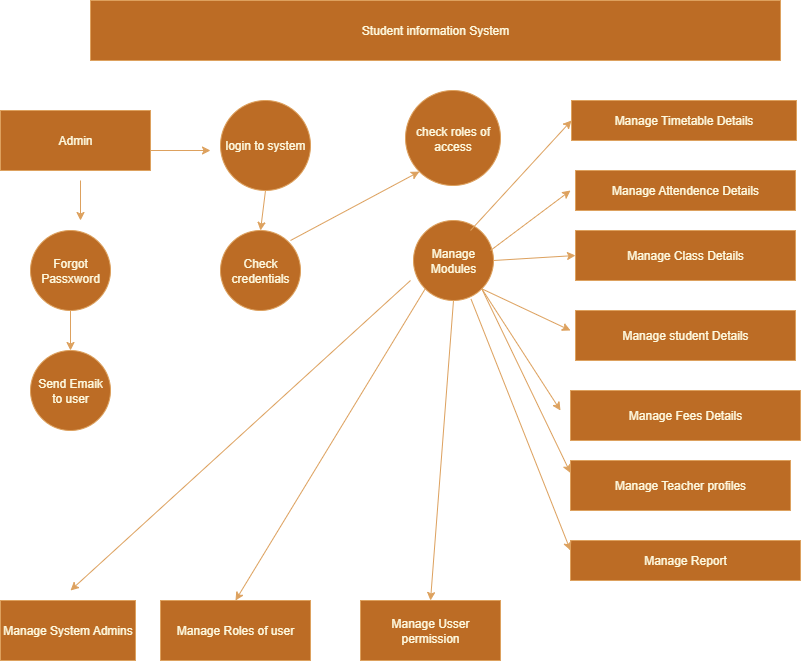 Student information System
Admin
login to system
check roles of
access
Manage Timetable Details
Manage Attendence Details
Forgot
Passxword
Check
credentials
Manage
Modules
Manage Class Details
Manage student Details
Send Emaik
to user
Manage Fees Details
Manage Teacher profiles
Manage Report
Manage System Admins
Manage Roles of user
Manage Usser
permission